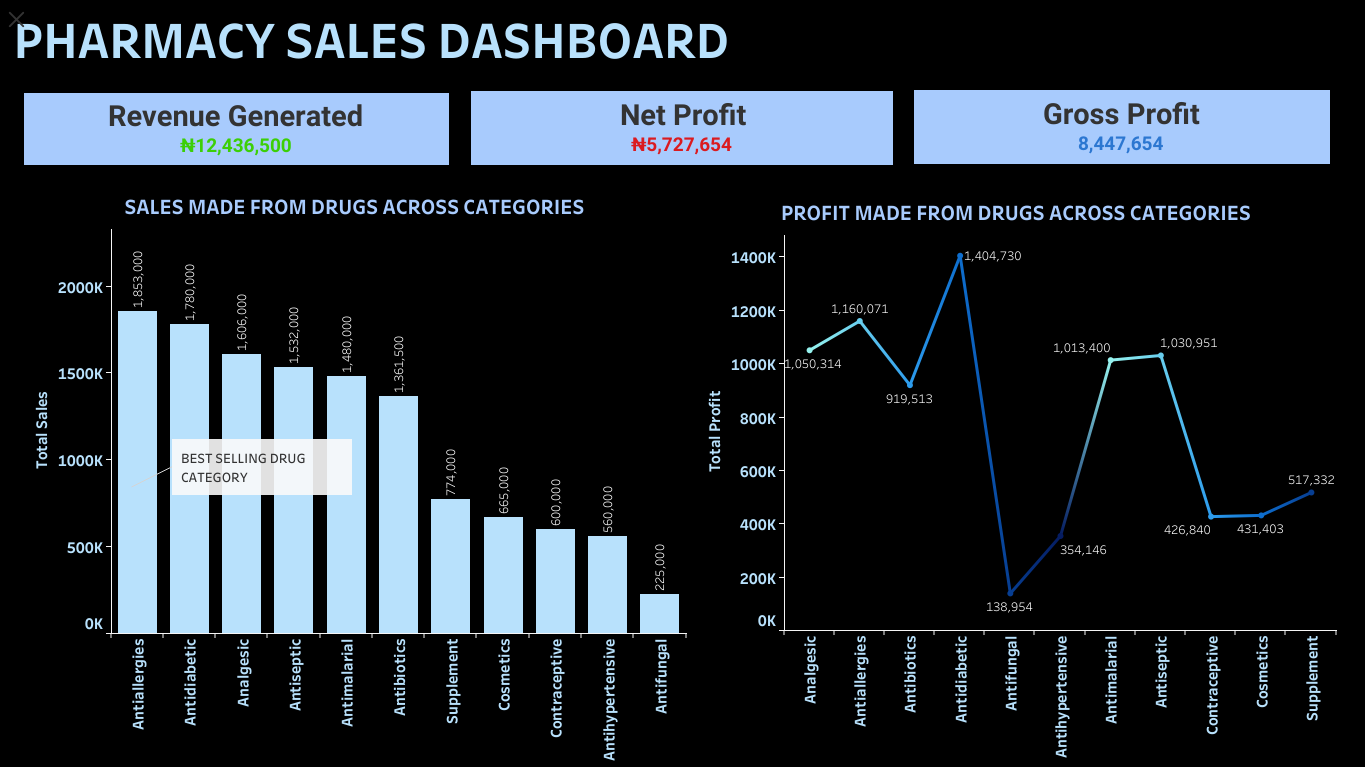 PHARMACY SALES DASHBOARD
Revenue Generated
₦12,436,500
Net Profit
₦5,727,654
Gross Profit
8,447,654
SALES MADE FROM DRUGS ACROSS CATEGORIES
Total Sales
2000K
1500K
1000K
500K
0K
1,853,000
1,780,000
1,606,000
1,532,000
1,480,000
1,361,500
774,000
665,000
600,000
560,000
225,000
BEST SELLING DRUG
CATEGORY
Antiallergies
Antidiabetic
Analgesic
Antiseptic
Antimalarial
Antibiotics
Supplement
Cosmetics
Contraceptive
Antihypertensive
Antifungal
PROFIT MADE FROM DRUGS ACROSS CATEGORIES
Total Profit
1400K
1200K
1000K
800K
600K
400K
200K
0K
1,050,314
1,160,071
919,513
1,404,730
138,954
354,146
1,013,400
1,030,951
426,840
431,403
517,332
Analgesic
Antiallergies
Antibiotics
Antidiabetic
Antifungal
Antihypertensive
Antimalarial
Antiseptic
Contraceptive
Cosmetics
Supplement